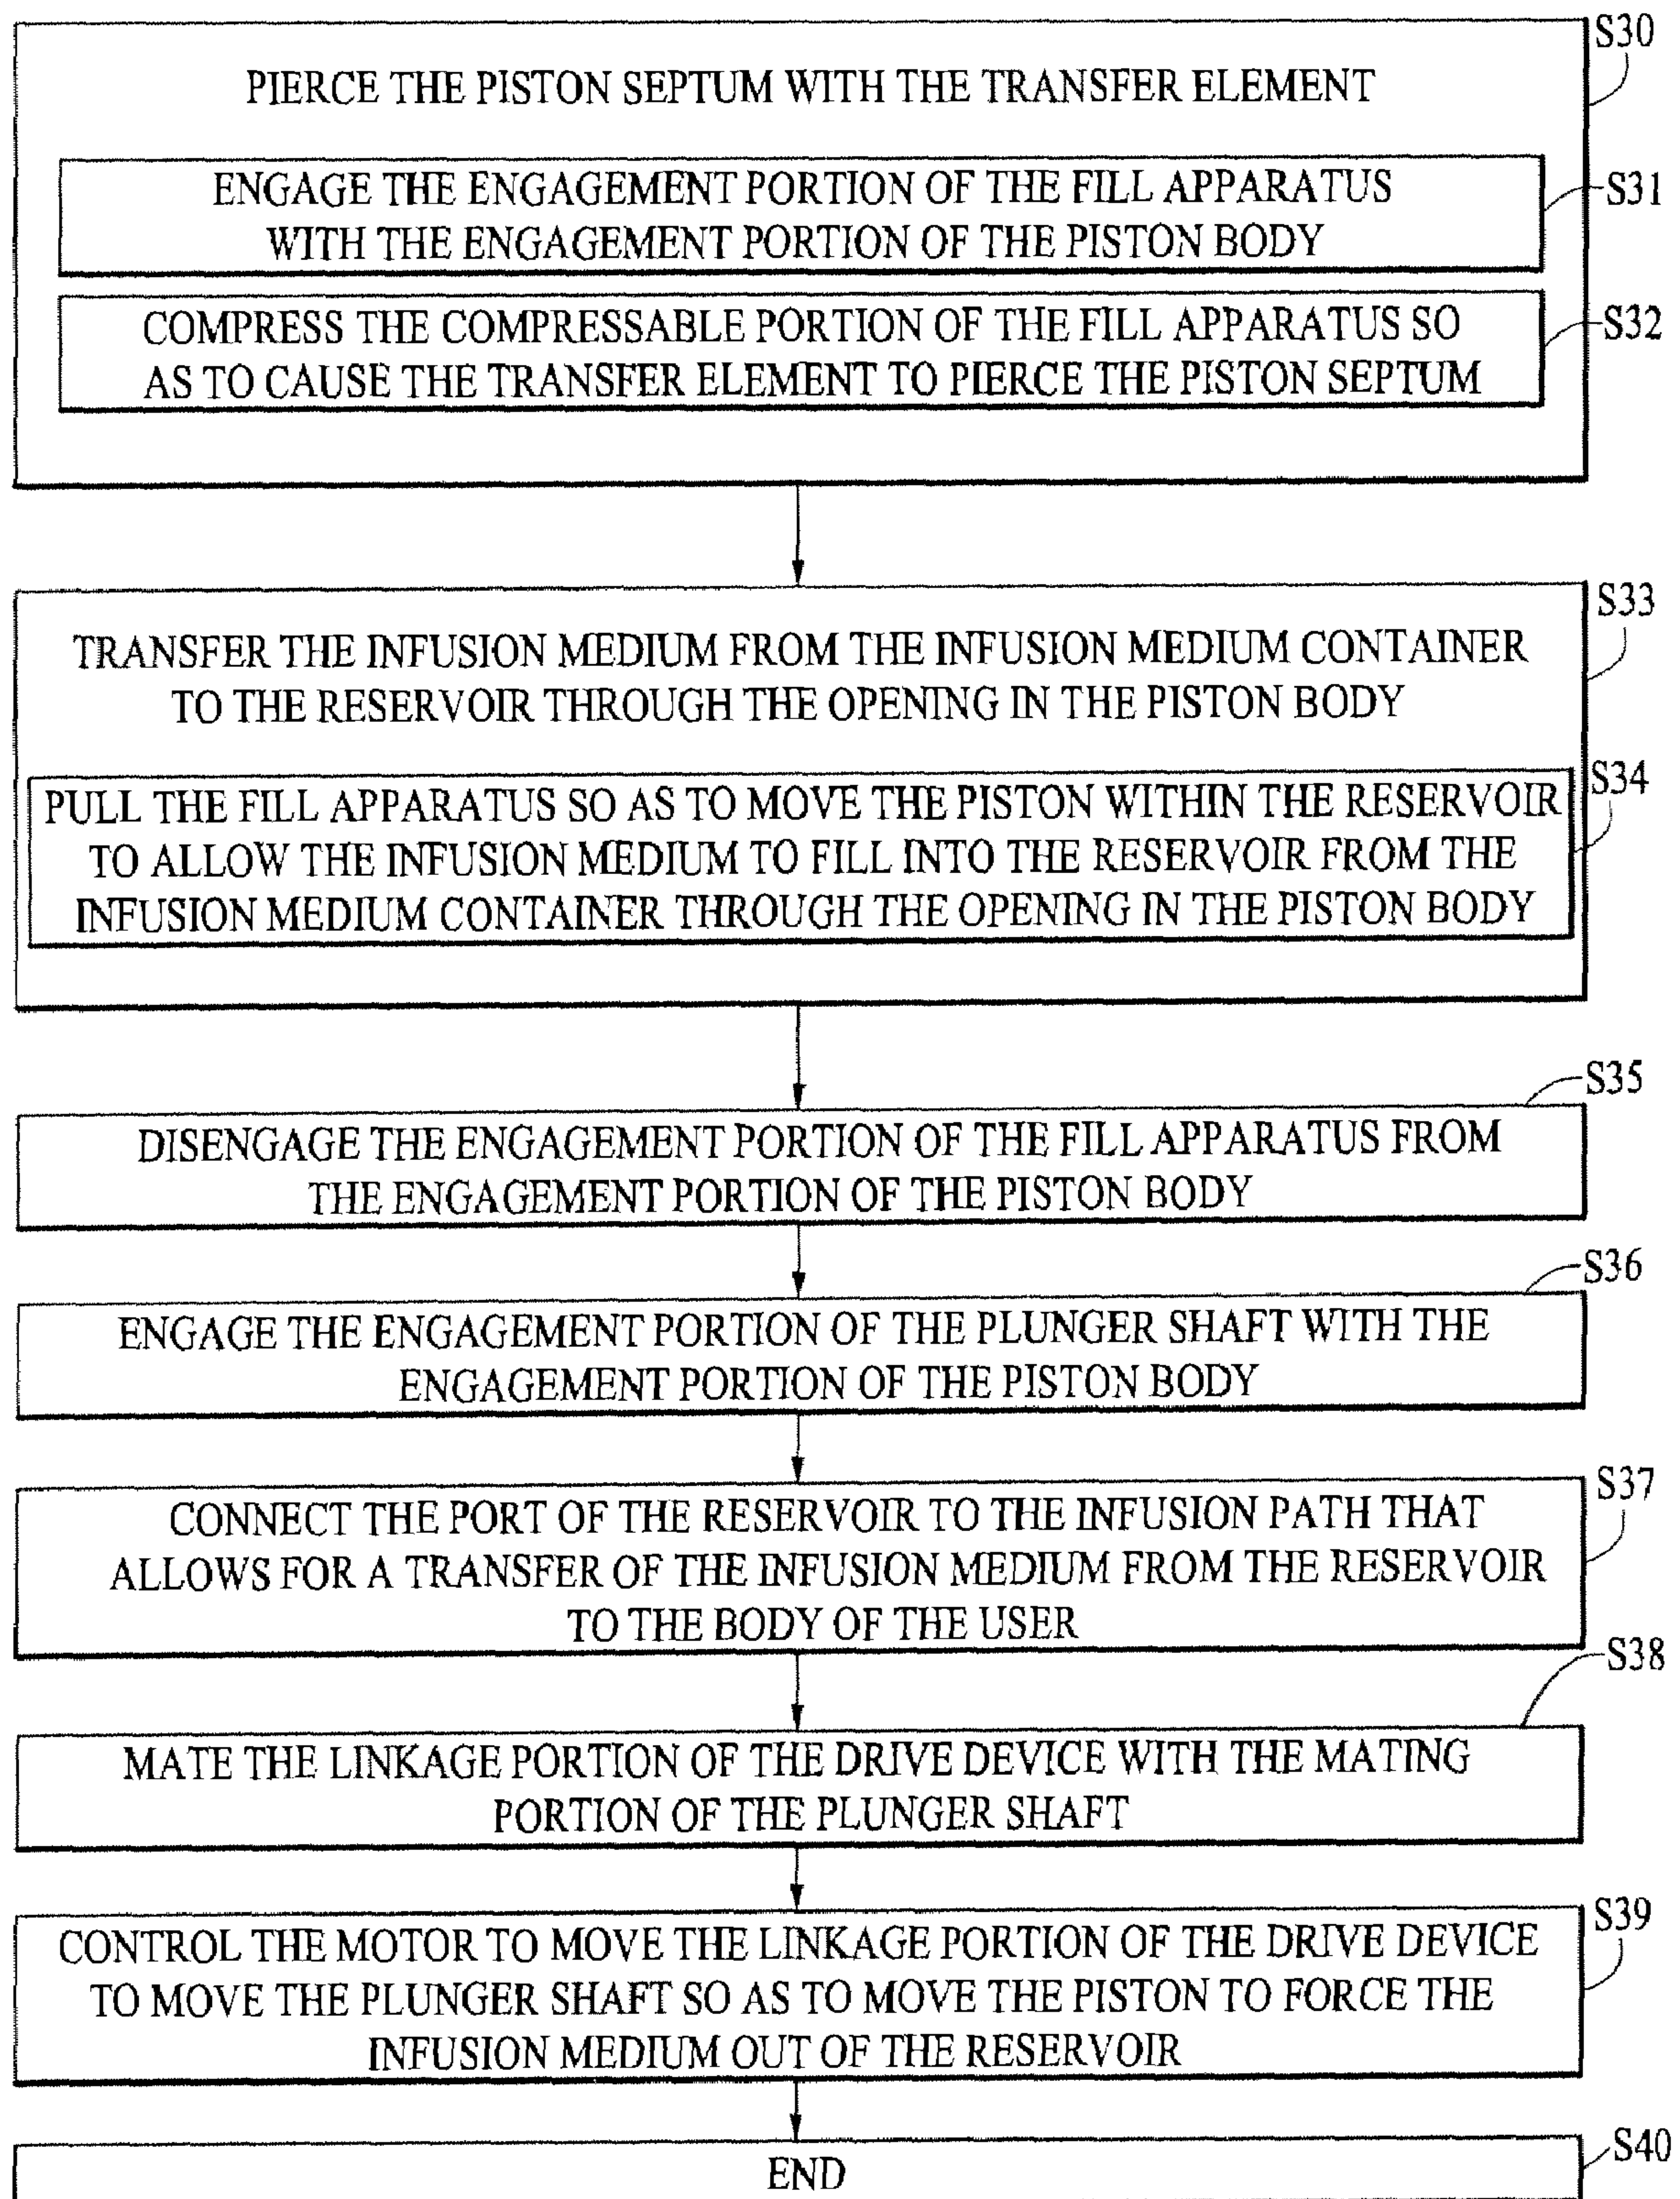 S30
PIERCE THE PISTON SEPTUM WITH THE TRANSFER ELEMENT
ENGAGE THE ENGAGEMENT PORTION OF THE FILL APPARATUS
WITH THE ENGAGEMENT PORTION OF THE PISTON BODY
S31
COMPRESS THE COMPRESSABLE PORTION OF THE FILL APPARATUS SO
AS TO CAUSE THE TRANSFER ELEMENT TO PIERCE THE PISTON SEPTUM
S32
S33
TRANSFER THE INFUSION MEDIUM FROM THE INFUSION MEDIUM CONTAINER
TO THE RESERVOIR THROUGH THE OPENING IN THE PISTON BODY
S34
PULL THE FILL APPARATUS SO AS TO MOVE THE PISTON WITHIN THE RESERVOIR
TO ALLOW THE INFUSION MEDIUM TO FILL INTO THE RESERVOIR FROM THE
INFUSION MEDIUM CONTAINER THROUGH THE OPENING IN THE PISTON BODY
S35
DISENGAGE THE ENGAGEMENT PORTION OF THE FILL APPARATUS FROM
THE ENGAGEMENT PORTION OF THE PISTON BODY
S36
ENGAGE THE ENGAGEMENT PORTION OF THE PLUNGER SHAFT WITH THE
ENGAGEMENT PORTION OF THE PISTON BODY
S37
CONNECT THE PORT OF THE RESERVOIR TO THE INFUSION PATH THAT
ALLOWS FOR A TRANSFER OF THE INFUSION MEDIUM FROM THE RESERVOIR
TO THE BODY OF THE USER
S38
MATE THE LINKAGE PORTION OF THE DRIVE DEVICE WITH THE MATING
PORTION OF THE PLUNGER SHAFT
S39
CONTROL THE MOTOR TO MOVE THE LINKAGE PORTION OF THE DRIVE DEVICE
TO MOVE THE PLUNGER SHAFT SO AS TO MOVE THE PISTON TO FORCE THE
INFUSION MEDIUM OUT OF THE RESERVOIR
S40
END